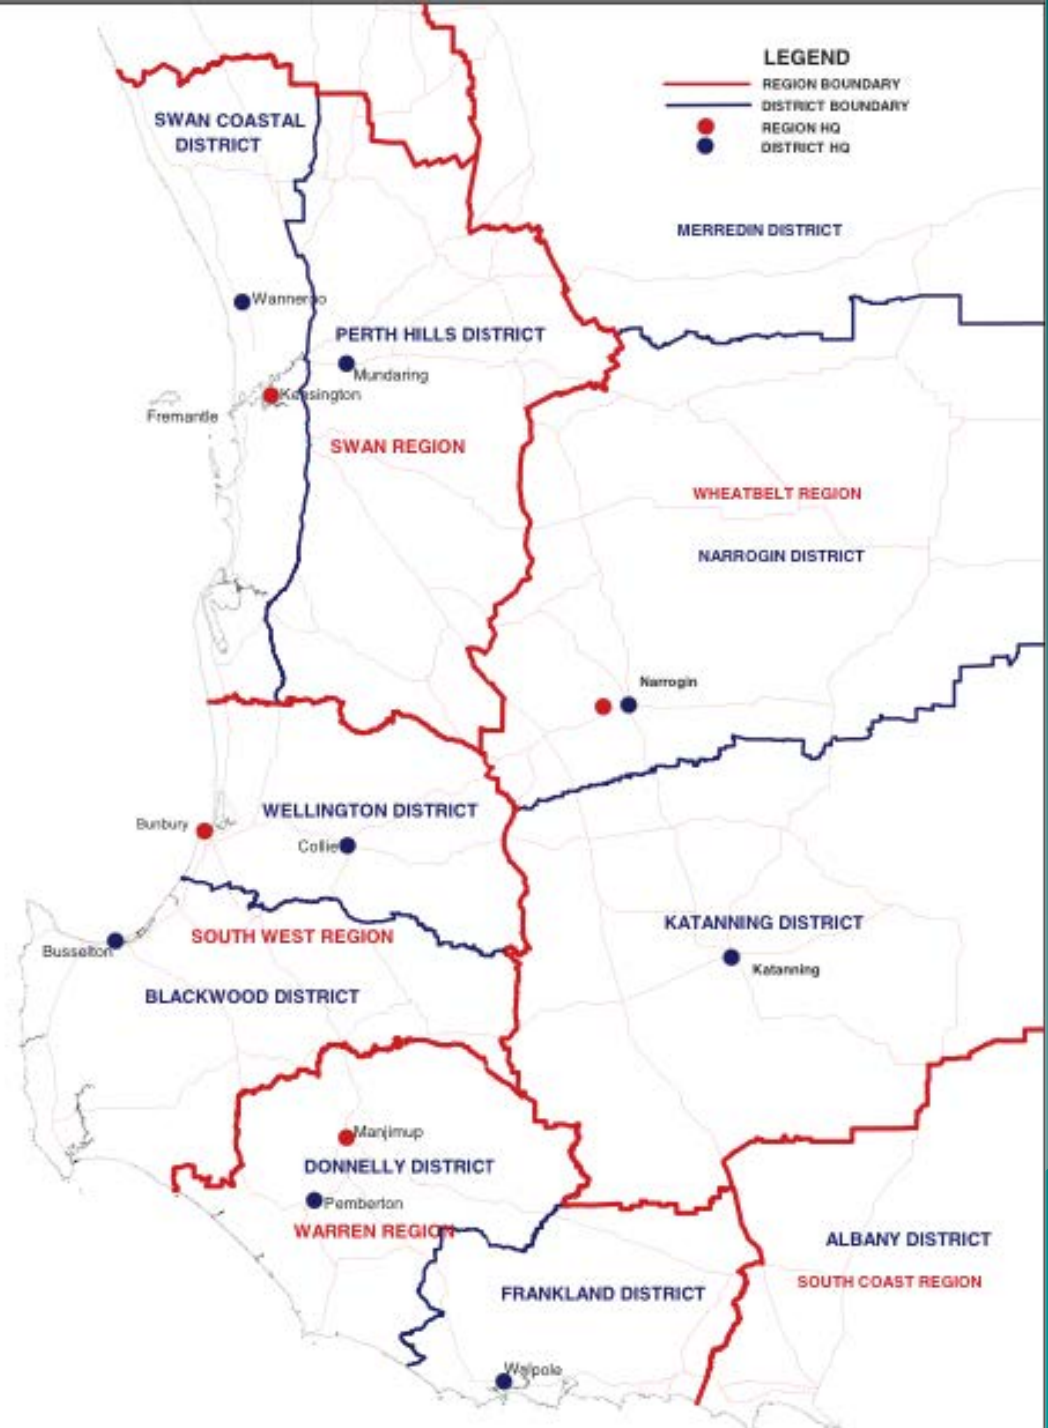 LEGEND
REGION BOUNDARY
DISTRICT BOUNDARY
REGION HQ
DISTRICT HQ
SWAN COASTAL
DISTRICT
MERREDIN DISTRICT
Wanneroo
PERTH HILLS DISTRICT
Mundaring
Kensington
Fremantle
SWAN REGION
WHEATBELT REGION
NARROGIN DISTRICT
Narrogin
WELLINGTON DISTRICT
Bunbury
Collie
KATANNING DISTRICT
SOUTH WEST REGION
Busselton
Katanning
BLACKWOOD DISTRICT
Manjimup
DONNELLY DISTRICT
Pemberton
WARREN REGION
ALBANY DISTRICT
SOUTH COAST REGION
FRANKLAND DISTRICT
Walpole